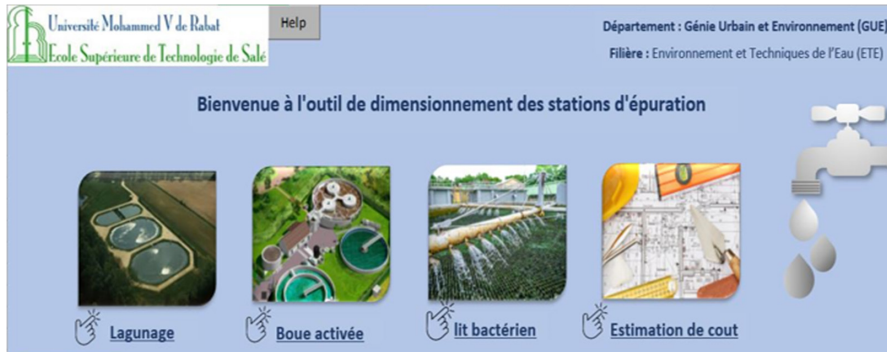 Université Mohammed V de Rabat
Ecole Supérieure de Technologie de Salé
Help
Département : Génie Urbain et Environnement (GUE)
Filière : Environnement et Techniques de l'Eau (ETE)
Bienvenue à l'outil de dimensionnement des stations d'épuration
Lagunage
Boue activée
lit bactérien
Estimation de cout